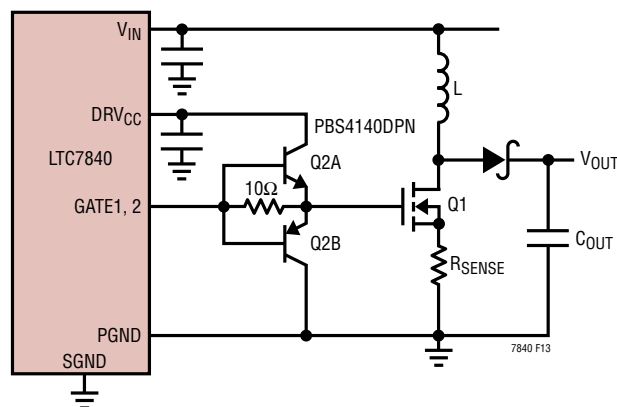 VIN
L
DRVCC
PBS4140DPN
LTC7840
Q2A
VOUT
10Ω
GATE1, 2
Q1
Q2B
COUT
RSENSE
PGND
7840 F13
SGND